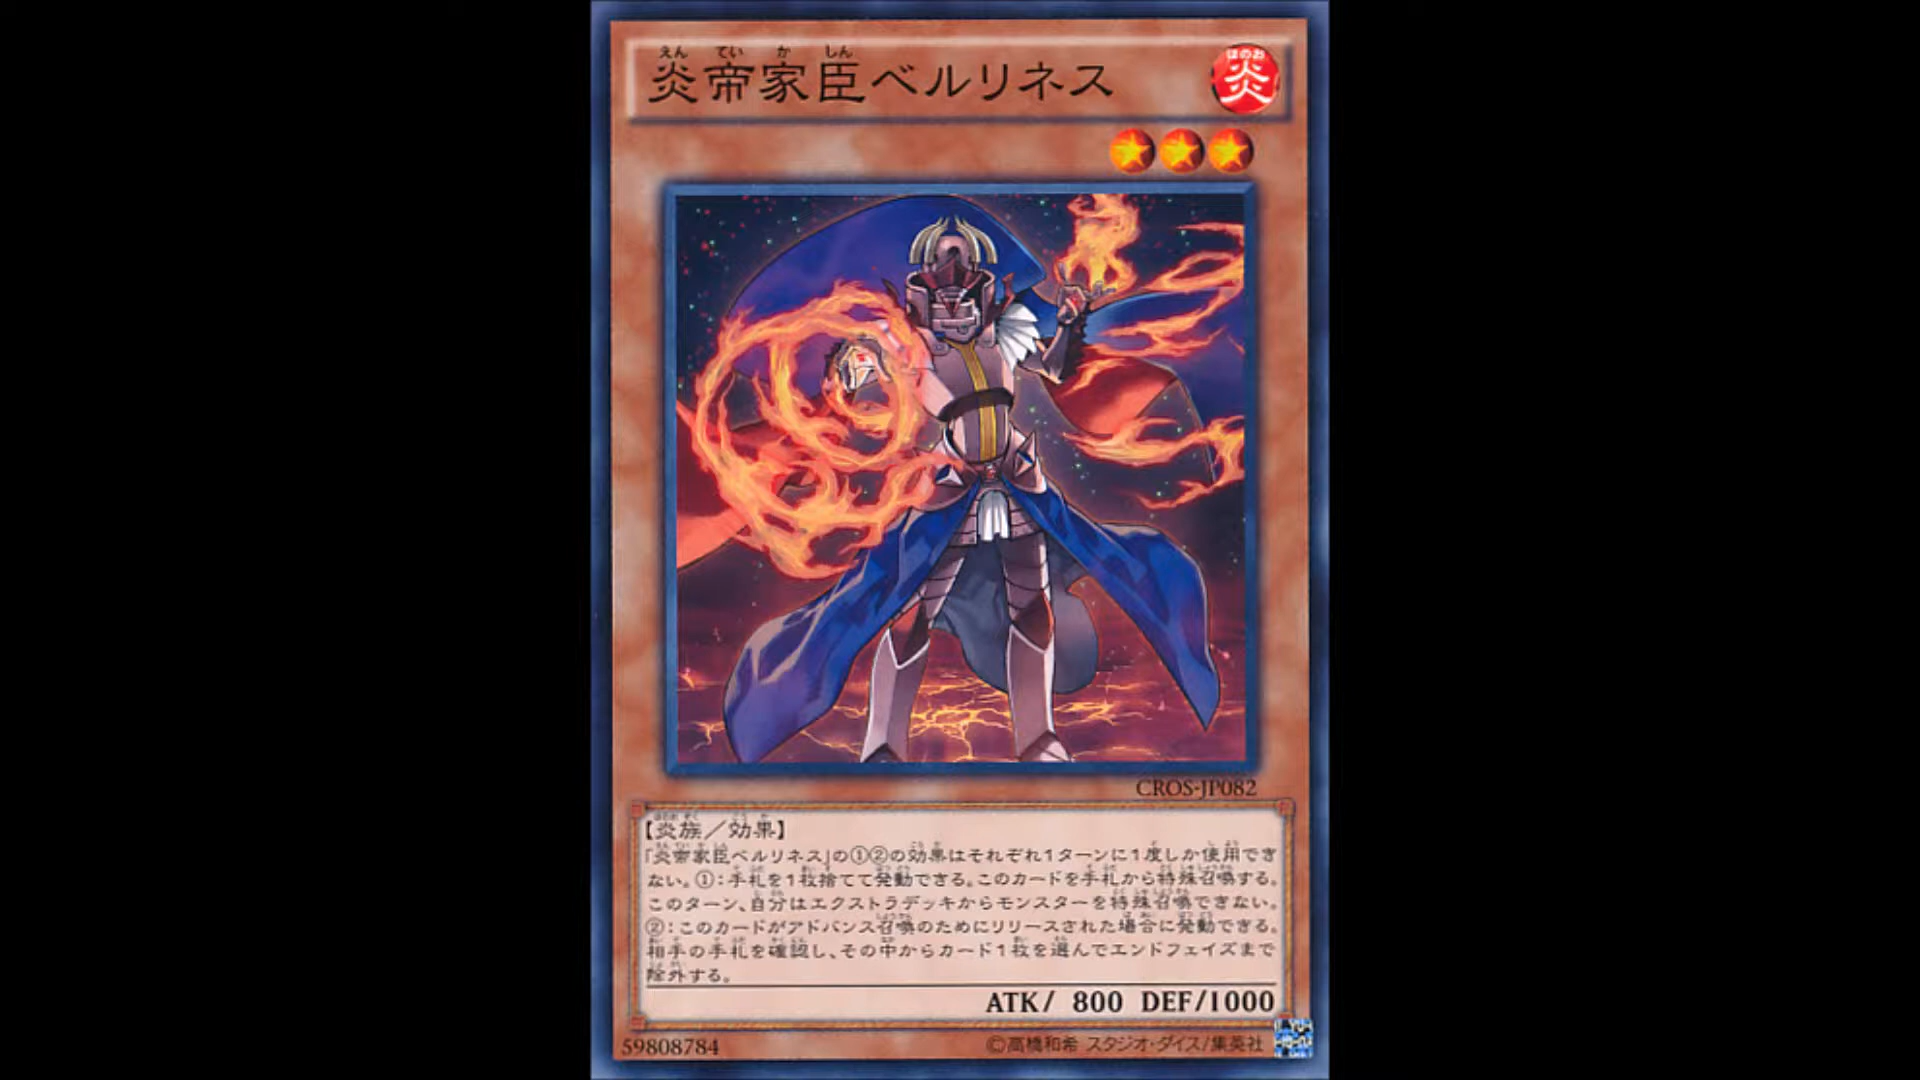 えん てい か しん
炎帝家臣ベルリネス
ほのお
炎
CROS-JP082
【炎族／効果】
「炎帝家臣ベルリネス」の①②の効果はそれぞれ1ターンに1度しか使用でき
ない。①：手札を1枚捨てて発動できる。このカードを手札から特殊召喚する。
このターン、自分はエクストラデッキからモンスターを特殊召喚できない。
②：このカードがアドバンス召喚のためにリリースされた場合に発動できる。
相手の手札を確認し、その中からカード1枚を選んでエンドフェイズまで
除外する。
ATK/ 800 DEF/1000
59808784
©高橋和希 スタジオ・ダイス/集英社